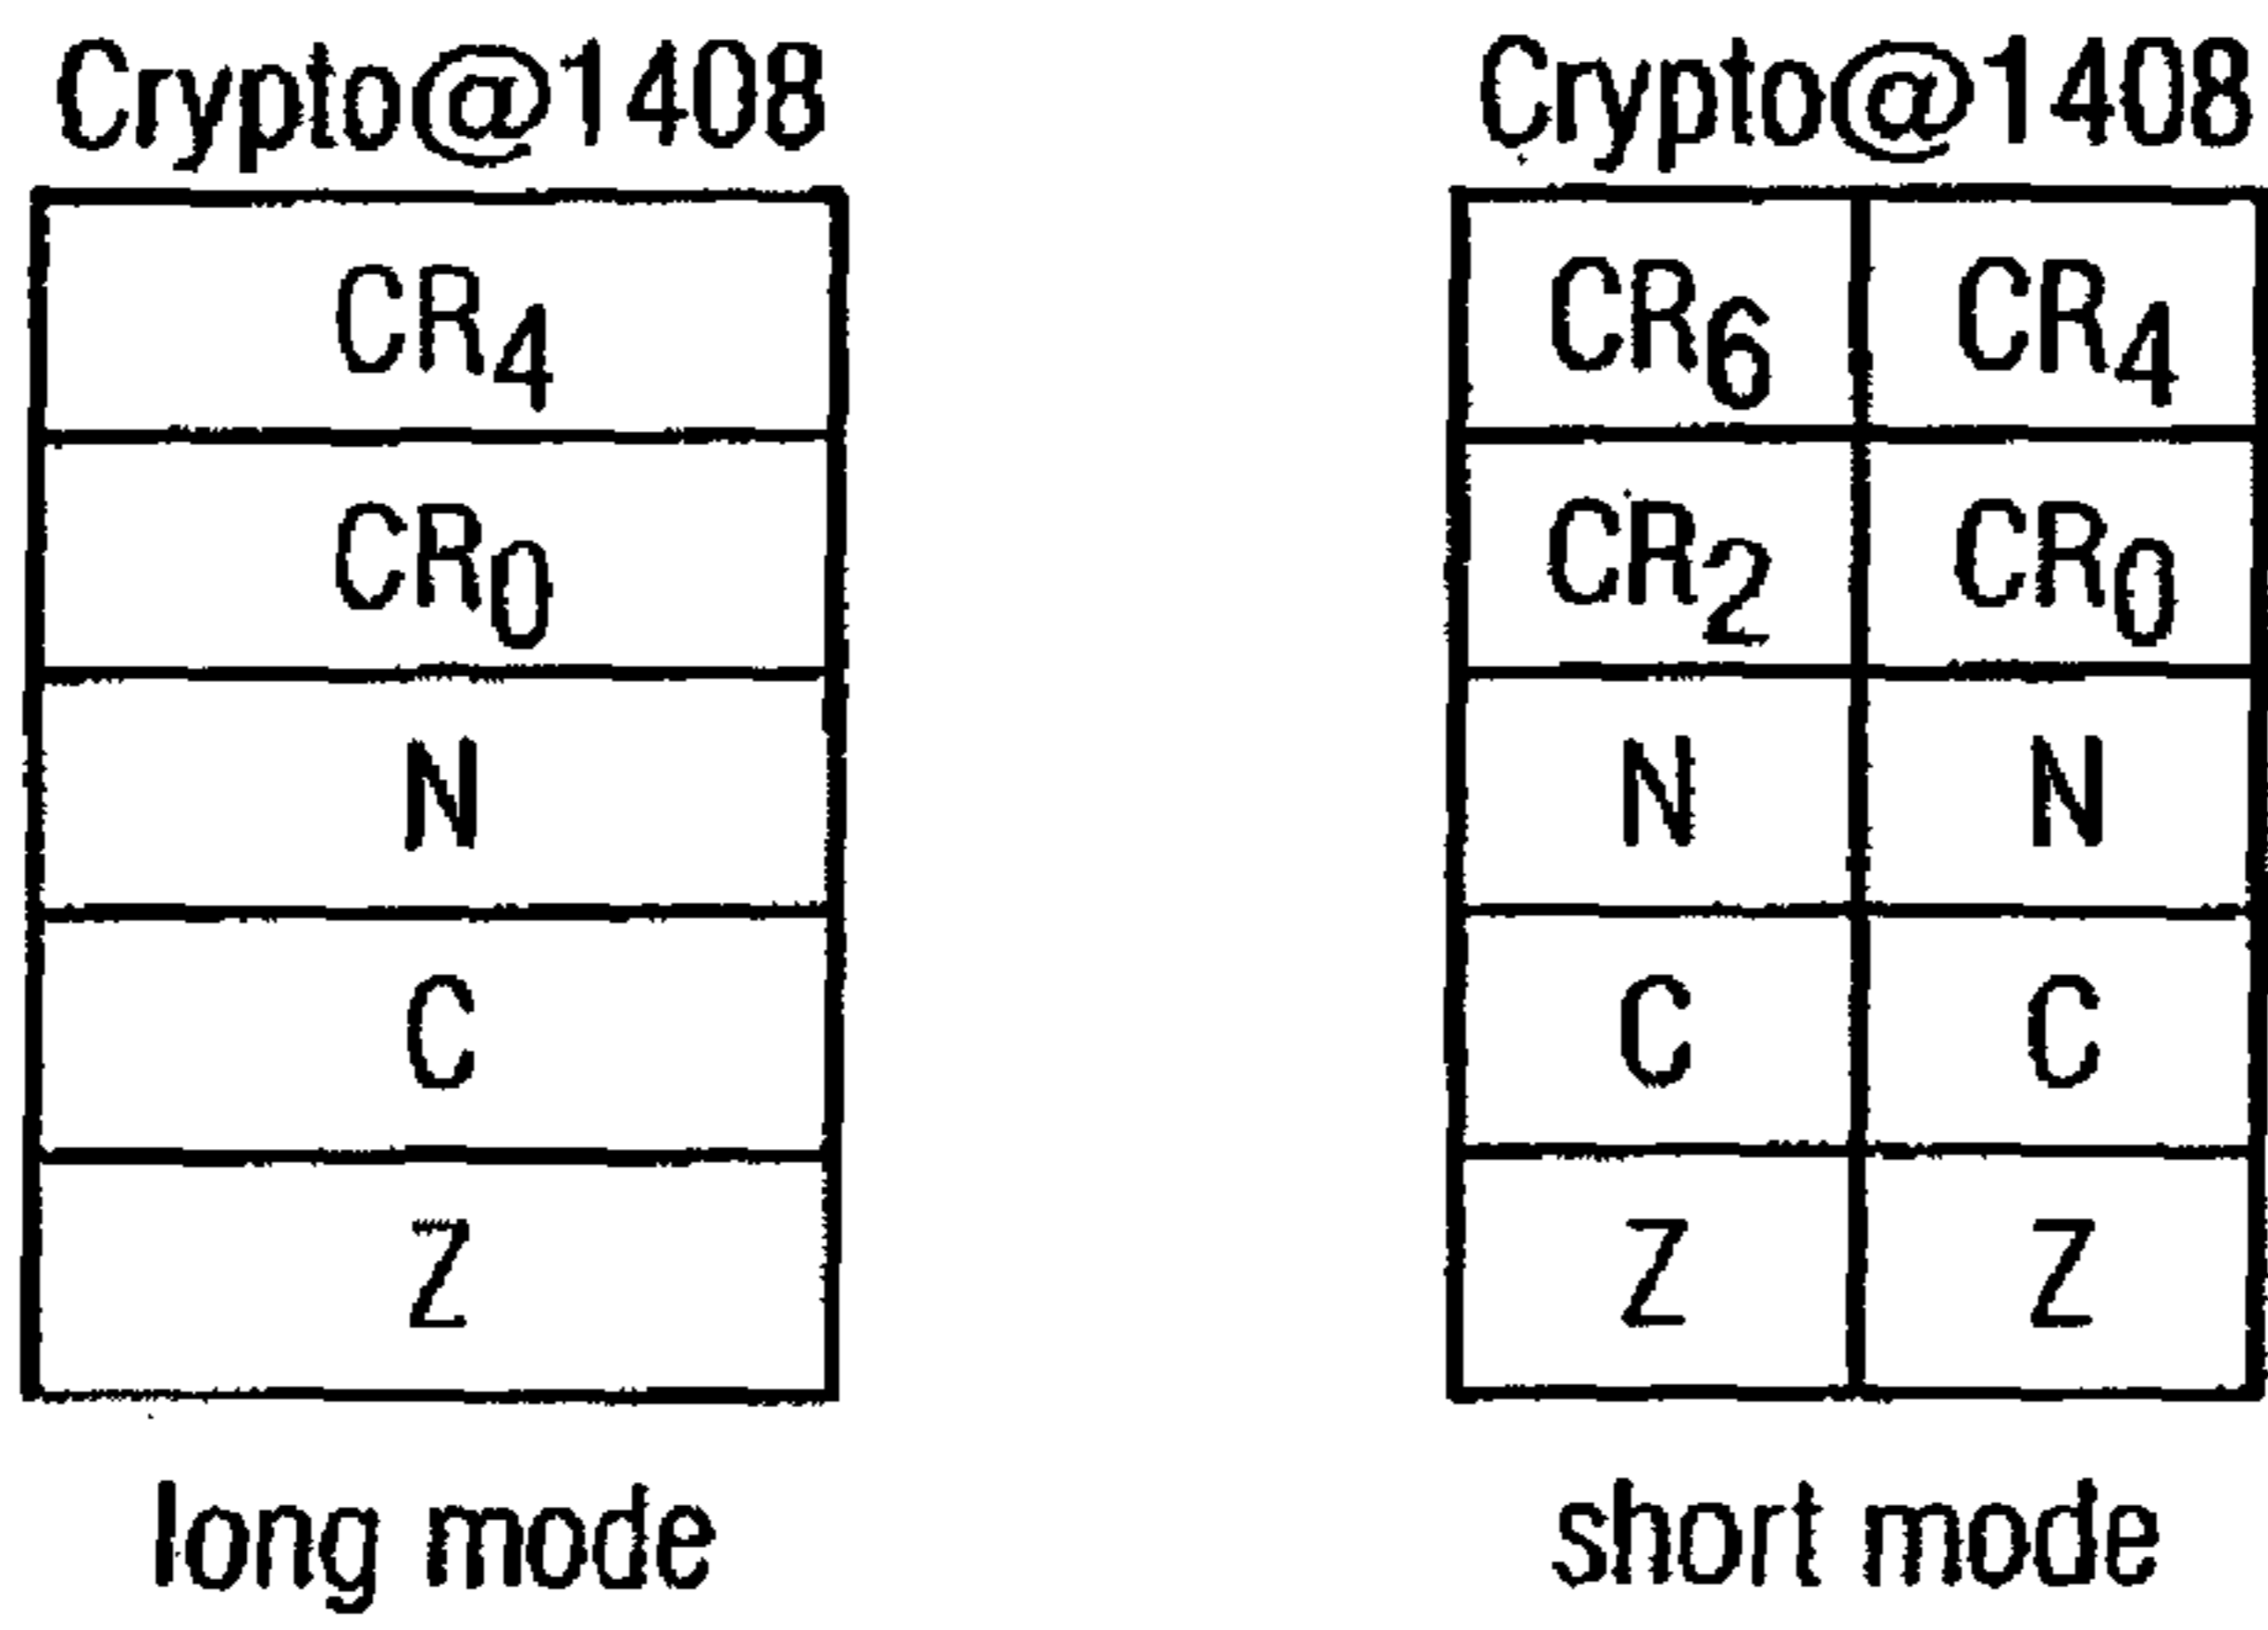 Crypto@1408 Crypto@1408
CR4 CR6 CR4
CR0 CR2 CR0
N N N
C C C
Z Z Z
long mode short mode